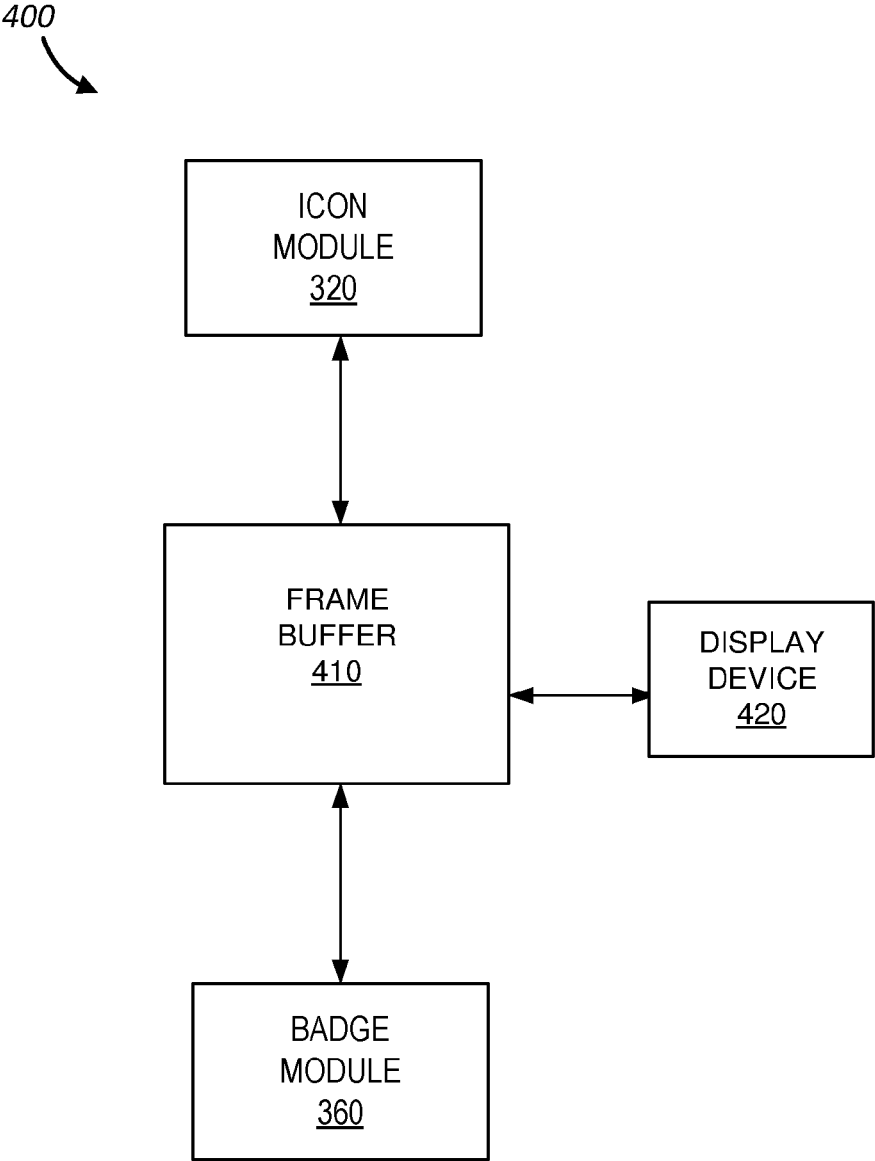 400
ICON
MODULE
320
FRAME
BUFFER
410
DISPLAY
DEVICE
420
BADGE
MODULE
360